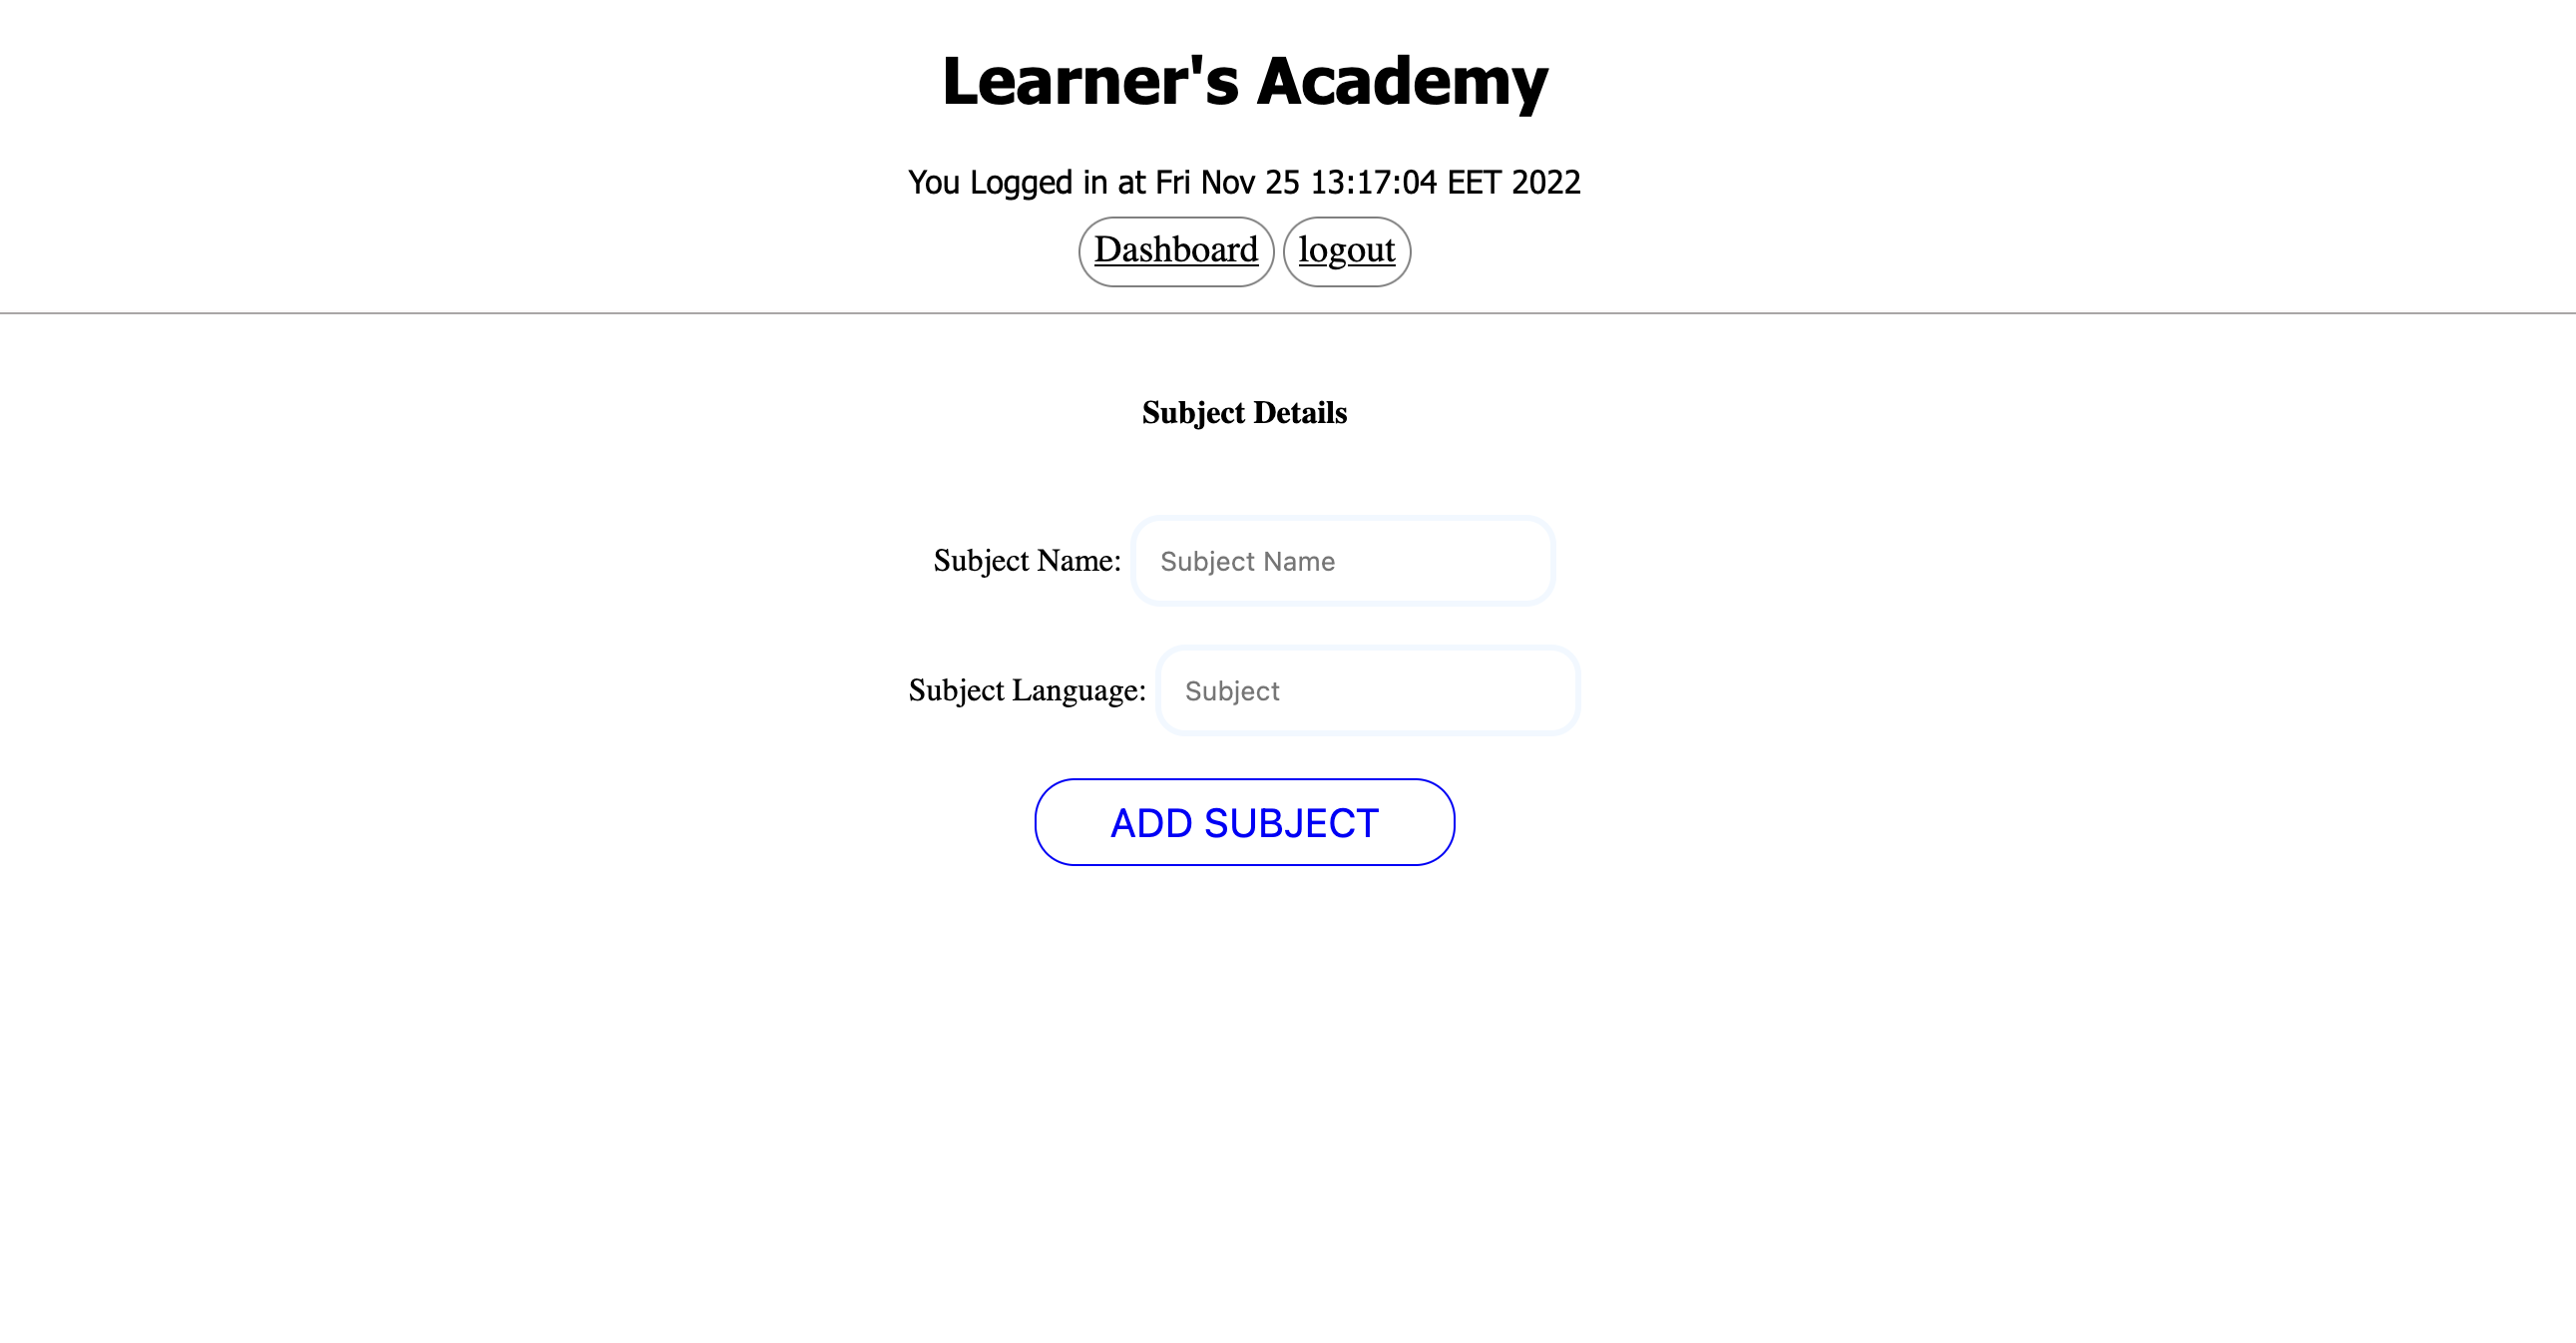 Learner's Academy
You Logged in at Fri Nov 25 13:17:04 EET 2022
Dashboard logout
Subject Details
Subject Name: Subject Name
Subject Language: Subject
ADD SUBJECT